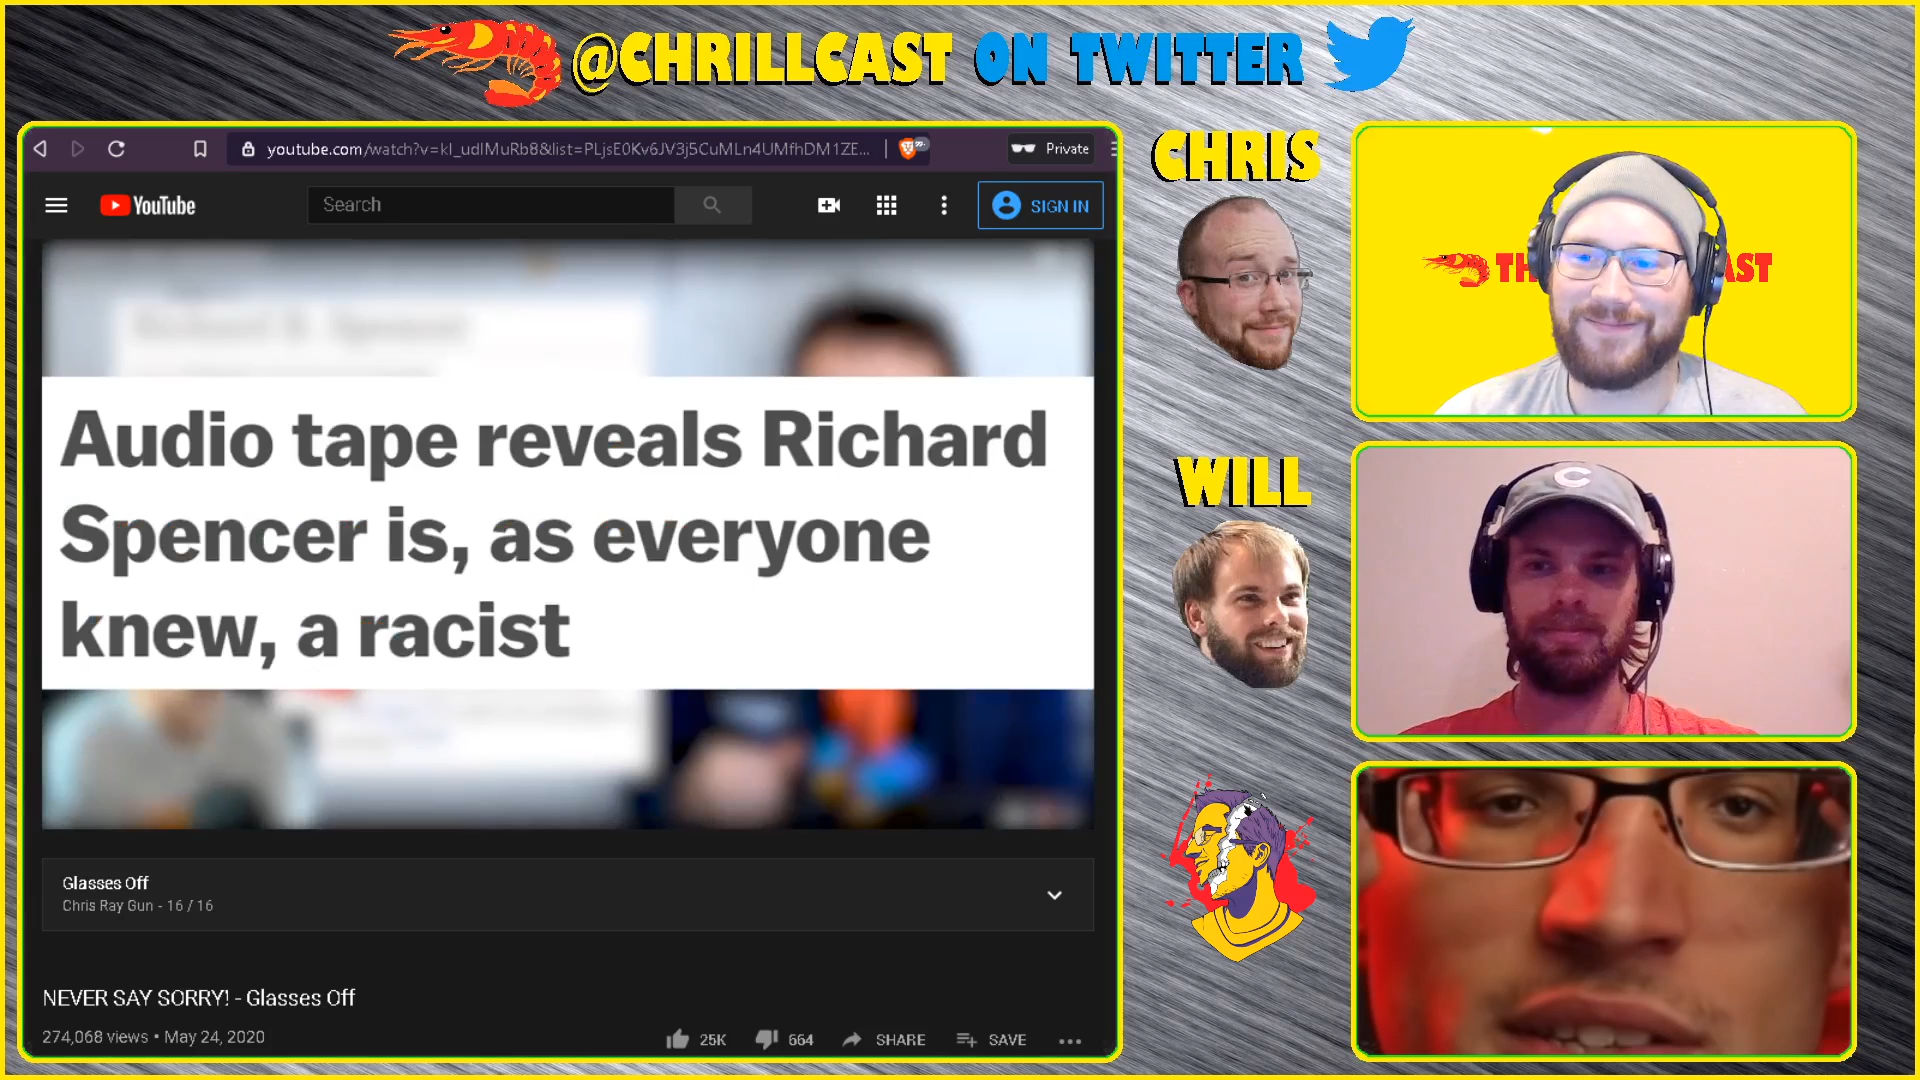 @CHRILLCAST ON TWITTER
youtube.com/watch?v=kI_udIMuRb8&list=PLjsE0Kv6JV3j5CuMLn4UMfhDM1ZE...
Private
YouTube
Search
SIGN IN
Audio tape reveals Richard
Spencer is, as everyone
knew, a racist
Glasses Off
Chris Ray Gun - 16 / 16
NEVER SAY SORRY! - Glasses Off
274,068 views • May 24, 2020
25K
664
SHARE
SAVE
CHRIS
TH
AST
WILL
C